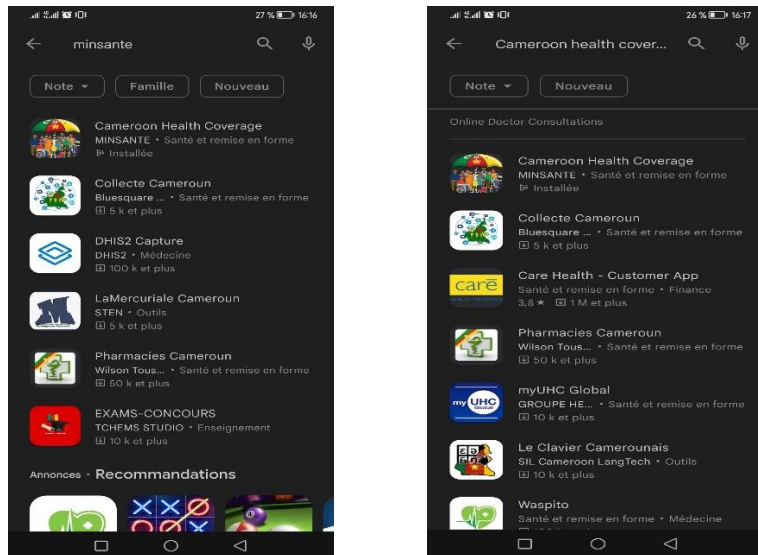 27 % 16:16
minsante
Note Famille Nouveau
Cameroon Health Coverage
MINSANTE • Santé et remise en forme
Installée
Collecte Cameroun
Bluesquare ... • Santé et remise en forme
5 k et plus
DHIS2 Capture
DHIS2 • Médecine
100 k et plus
LaMercuriale Cameroun
STEN • Outils
5 k et plus
Pharmacies Cameroun
Wilson Tous... • Santé et remise en forme
50 k et plus
EXAMS-CONCOURS
TCHEMS STUDIO • Enseignement
10 k et plus
Annonces • Recommandations
26 % 16:17
Cameroon health cover...
Note Nouveau
Online Doctor Consultations
Cameroon Health Coverage
MINSANTE • Santé et remise en forme
Installée
Collecte Cameroun
Bluesquare ... • Santé et remise en forme
5 k et plus
care
Care Health - Customer App
Santé et remise en forme • Finance
3,8 ★ 1 M et plus
Pharmacies Cameroun
Wilson Tous... • Santé et remise en forme
50 k et plus
my UHC
myUHC Global
GROUPE HE... • Santé et remise en forme
10 k et plus
Le Clavier Camerounais
SIL Cameroon LangTech • Outils
10 k et plus
Waspito
Santé et remise en forme • Médecine